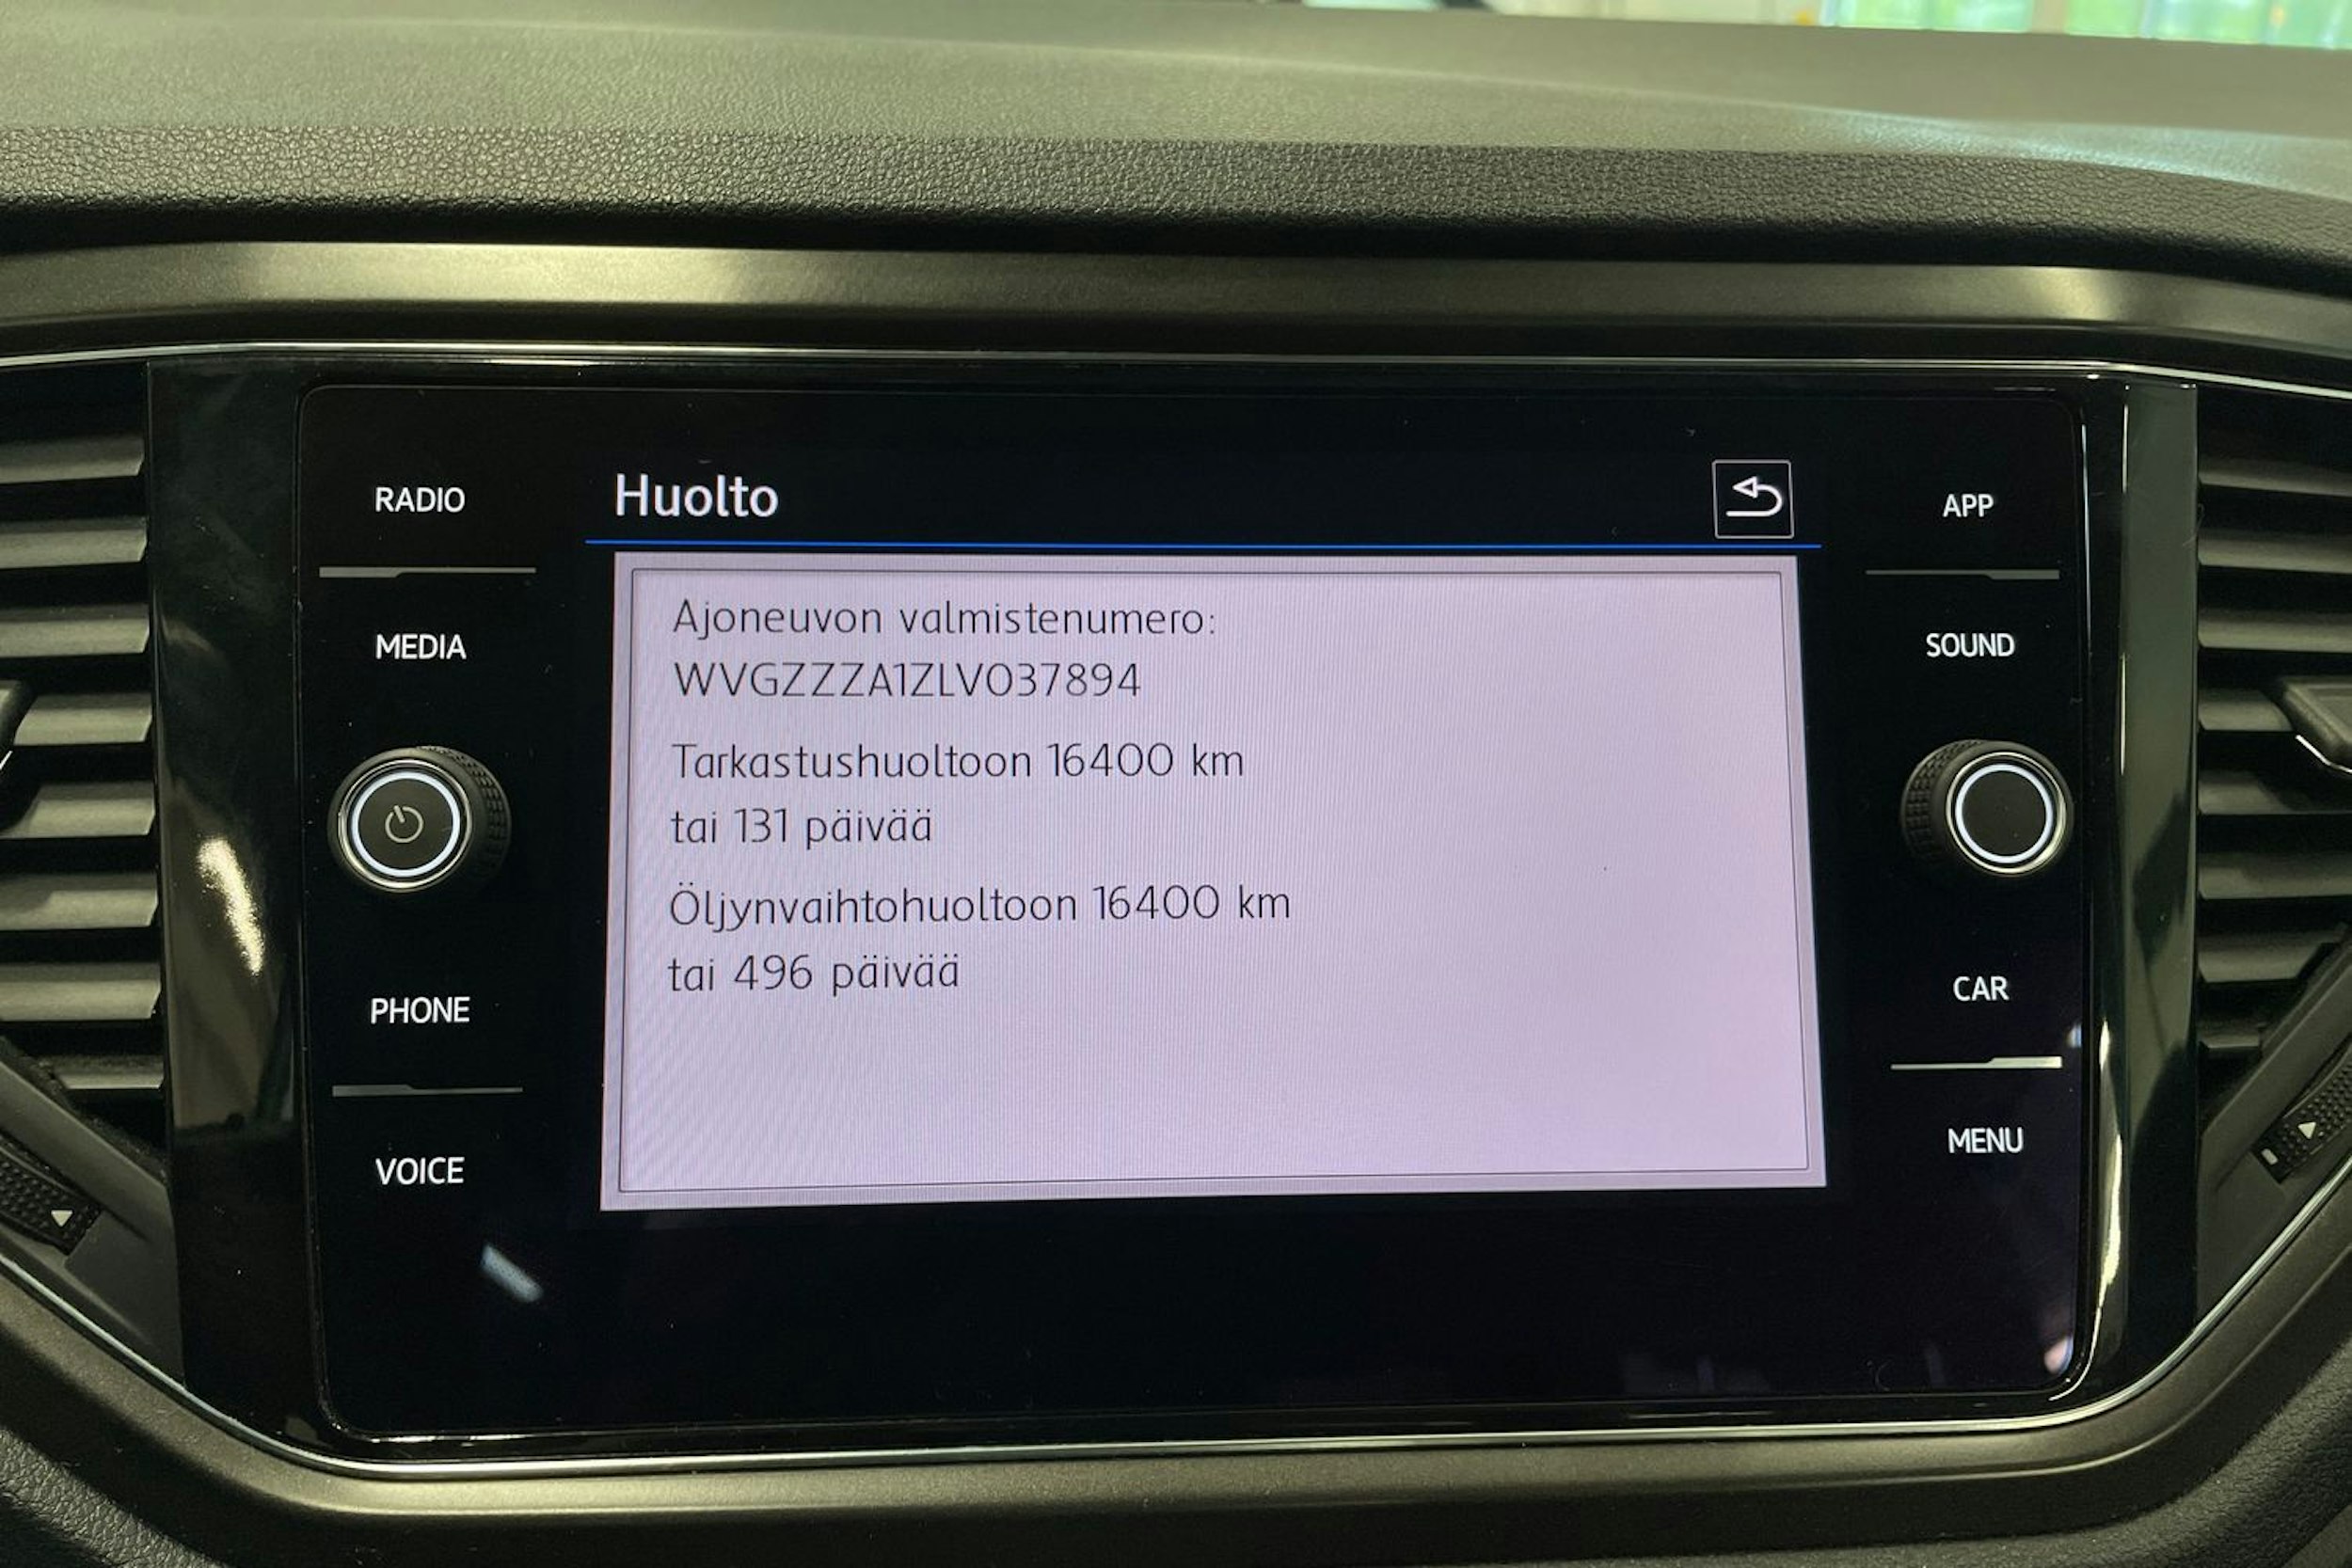 Huolto
RADIO
MEDIA
PHONE
VOICE
Ajoneuvon valmistenumero:
WVGZZZA1ZLV037894
Tarkastushuoltoon 16400 km
tai 131 päivää
Öljynvaihtohuoltoon 16400 km
tai 496 päivää
APP
SOUND
CAR
MENU